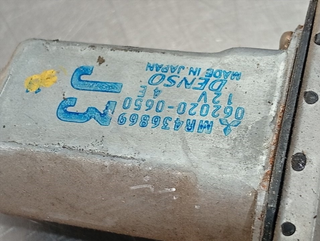 MR436869
062020-0650
12V 4E
DENSO
MADE IN JAPAN
J3